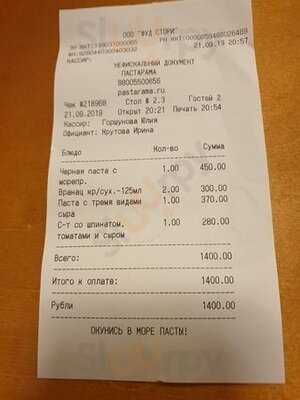 ООО "ФУД СТОРИ"
21.09.19 20:57
КАССИР:
НЕФИСКАЛЬНЫЙ ДОКУМЕНТ
ПАСТАРАМА
88005500656
pastarama.ru
Чек №218968 Стол # 2.3 Гостей 2
21.09.2019 Открыт 20:21 Печать 20:54
Кассир: Горшунова Юлия
Официант: Крутова Ирина
Блюдо Кол-во Сумма
Черная паста с 1.00 450.00
морепр.
Вранац кр/сух.-125мл 2.00 300.00
Паста с тремя видами 1.00 370.00
сыра
С-т со шпинатом, 1.00 280.00
томатами и сыром
Всего: 1400.00
Итого к оплате: 1400.00
Рубли 1400.00
ОКУНИСЬ В МОРЕ ПАСТЫ!